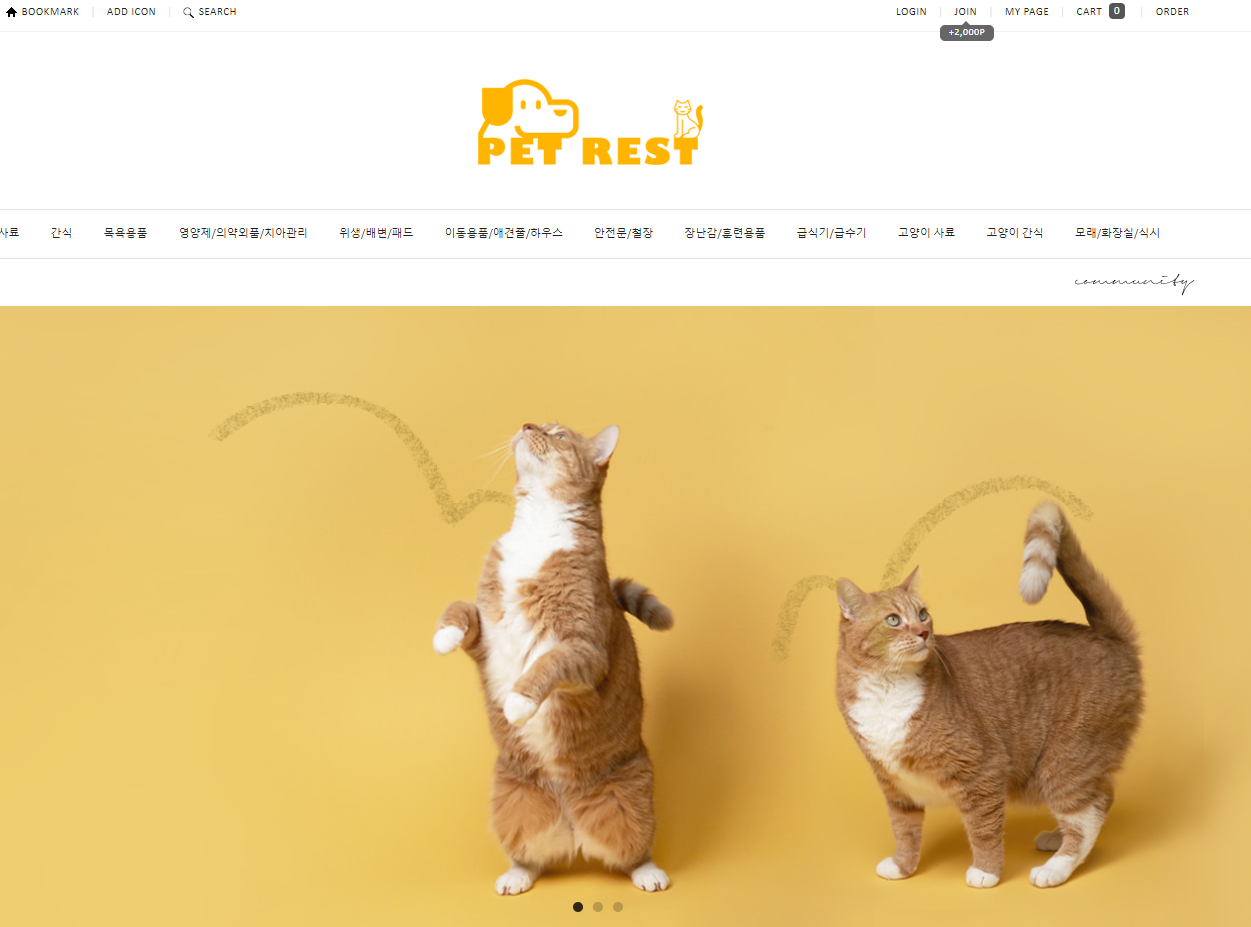 BOOKMARK | ADD ICON | SEARCH LOGIN | JOIN | MY PAGE | CART 0 | ORDER
+2,000P
PET REST
사료 간식 목욕용품 영양제/의약외품/치아관리 위생/배변/패드 이동용품/애견풀/하우스 안전문/철장 장난감/훈련용품 급식기/급수기 고양이 사료 고양이 간식 모래/화장실/식시
community